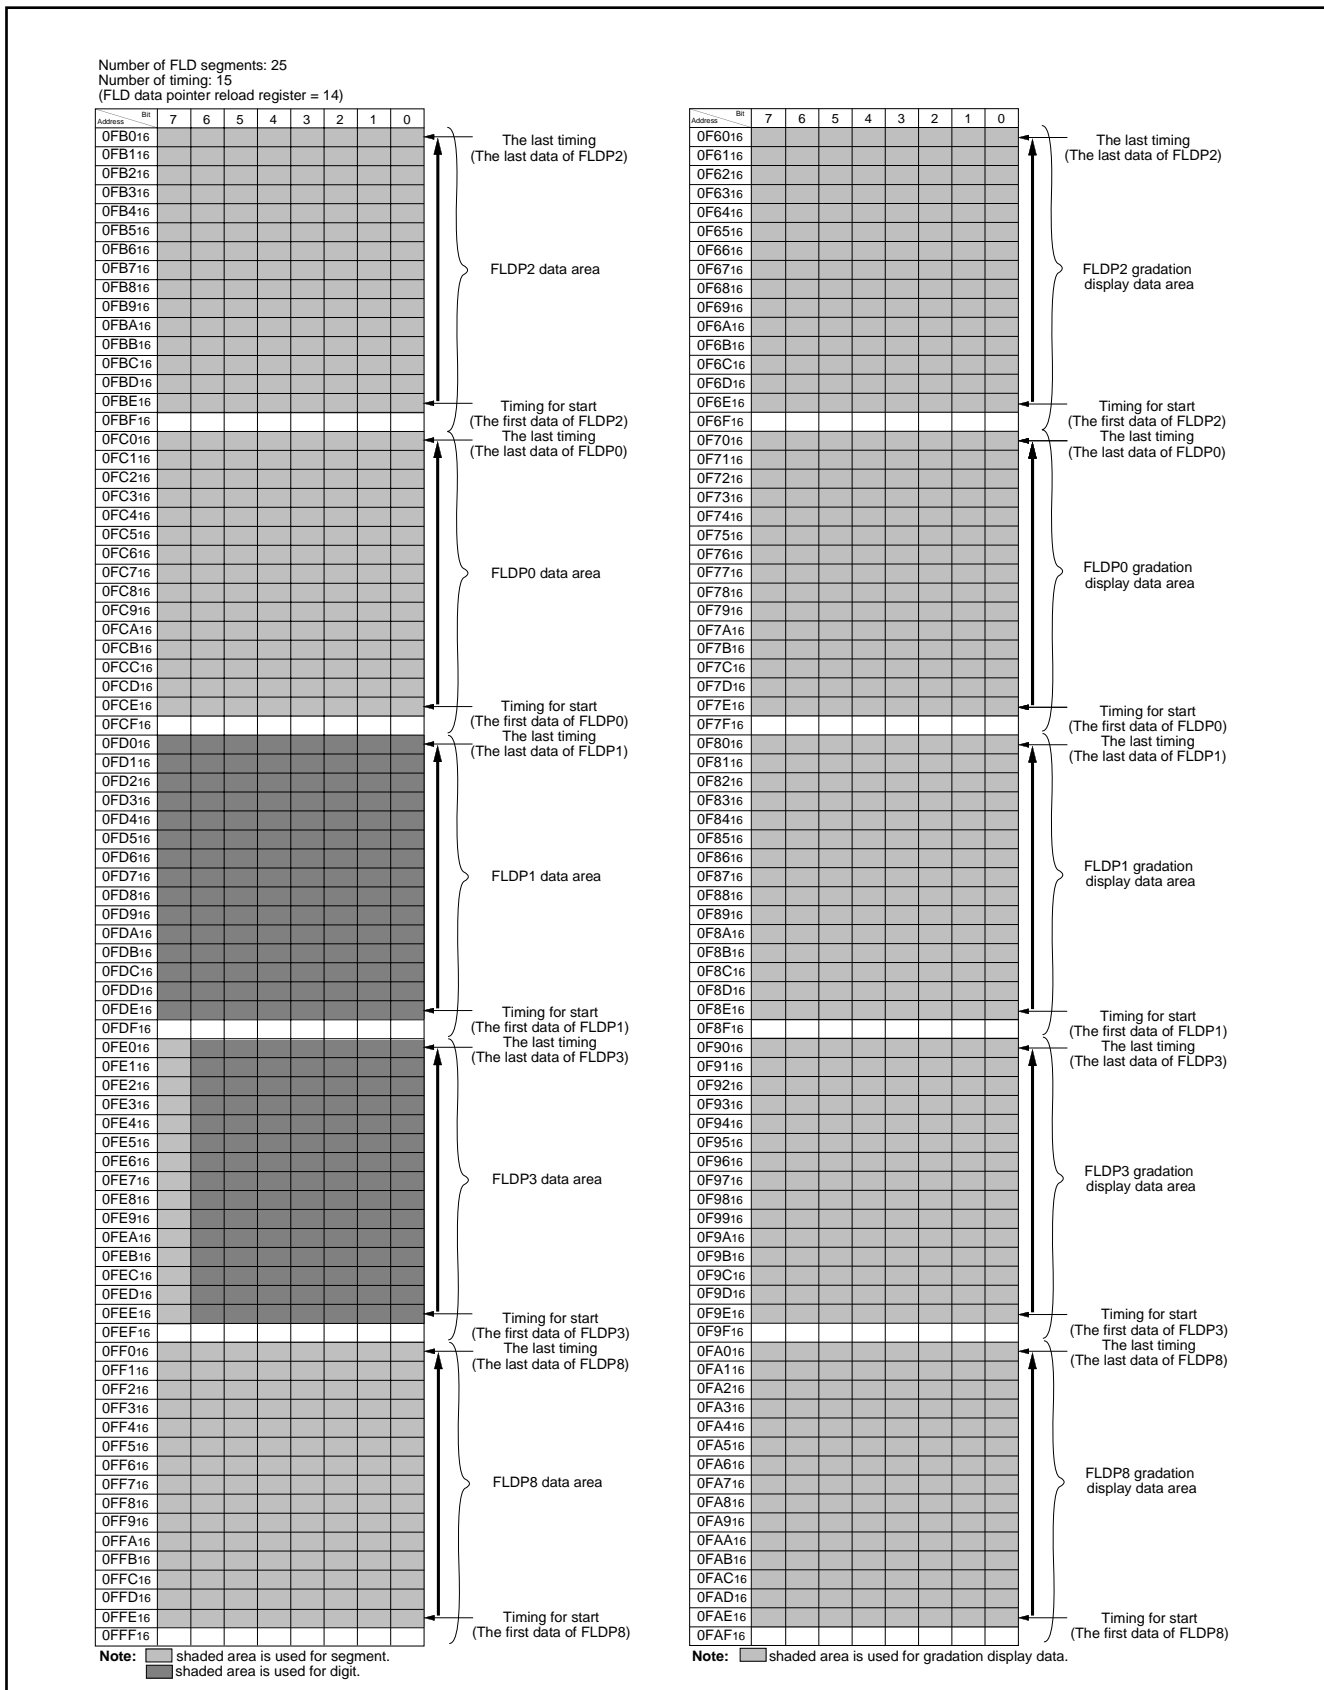 Number of FLD segments: 25
Number of timing: 15
(FLD data pointer reload register = 14)
Bit
Address 7 6 5 4 3 2 1 0
0FB016
0FB116
0FB216
0FB316
0FB416
0FB516
0FB616
0FB716
0FB816
0FB916
0FBA16
0FBB16
0FBC16
0FBD16
0FBE16
0FBF16
0FC016
0FC116
0FC216
0FC316
0FC416
0FC516
0FC616
0FC716
0FC816
0FC916
0FCA16
0FCB16
0FCC16
0FCD16
0FCE16
0FCF16
0FD016
0FD116
0FD216
0FD316
0FD416
0FD516
0FD616
0FD716
0FD816
0FD916
0FDA16
0FDB16
0FDC16
0FDD16
0FDE16
0FDF16
0FE016
0FE116
0FE216
0FE316
0FE416
0FE516
0FE616
0FE716
0FE816
0FE916
0FEA16
0FEB16
0FEC16
0FED16
0FEE16
0FEF16
0FF016
0FF116
0FF216
0FF316
0FF416
0FF516
0FF616
0FF716
0FF816
0FF916
0FFA16
0FFB16
0FFC16
0FFD16
0FFE16
0FFF16
The last timing
(The last data of FLDP2)
FLDP2 data area
Timing for start
(The first data of FLDP2)
The last timing
(The last data of FLDP0)
FLDP0 data area
Timing for start
(The first data of FLDP0)
The last timing
(The last data of FLDP1)
FLDP1 data area
Timing for start
(The first data of FLDP1)
The last timing
(The last data of FLDP3)
FLDP3 data area
Timing for start
(The first data of FLDP3)
The last timing
(The last data of FLDP8)
FLDP8 data area
Timing for start
(The first data of FLDP8)
Note: shaded area is used for segment.
shaded area is used for digit.
Bit
Address 7 6 5 4 3 2 1 0
0F6016
0F6116
0F6216
0F6316
0F6416
0F6516
0F6616
0F6716
0F6816
0F6916
0F6A16
0F6B16
0F6C16
0F6D16
0F6E16
0F6F16
0F7016
0F7116
0F7216
0F7316
0F7416
0F7516
0F7616
0F7716
0F7816
0F7916
0F7A16
0F7B16
0F7C16
0F7D16
0F7E16
0F7F16
0F8016
0F8116
0F8216
0F8316
0F8416
0F8516
0F8616
0F8716
0F8816
0F8916
0F8A16
0F8B16
0F8C16
0F8D16
0F8E16
0F8F16
0F9016
0F9116
0F9216
0F9316
0F9416
0F9516
0F9616
0F9716
0F9816
0F9916
0F9A16
0F9B16
0F9C16
0F9D16
0F9E16
0F9F16
0FA016
0FA116
0FA216
0FA316
0FA416
0FA516
0FA616
0FA716
0FA816
0FA916
0FAA16
0FAB16
0FAC16
0FAD16
0FAE16
0FAF16
The last timing
(The last data of FLDP2)
FLDP2 gradation
display data area
Timing for start
(The first data of FLDP2)
The last timing
(The last data of FLDP0)
FLDP0 gradation
display data area
Timing for start
(The first data of FLDP0)
The last timing
(The last data of FLDP1)
FLDP1 gradation
display data area
Timing for start
(The first data of FLDP1)
The last timing
(The last data of FLDP3)
FLDP3 gradation
display data area
Timing for start
(The first data of FLDP3)
The last timing
(The last data of FLDP8)
FLDP8 gradation
display data area
Timing for start
(The first data of FLDP8)
Note: shaded area is used for gradation display data.